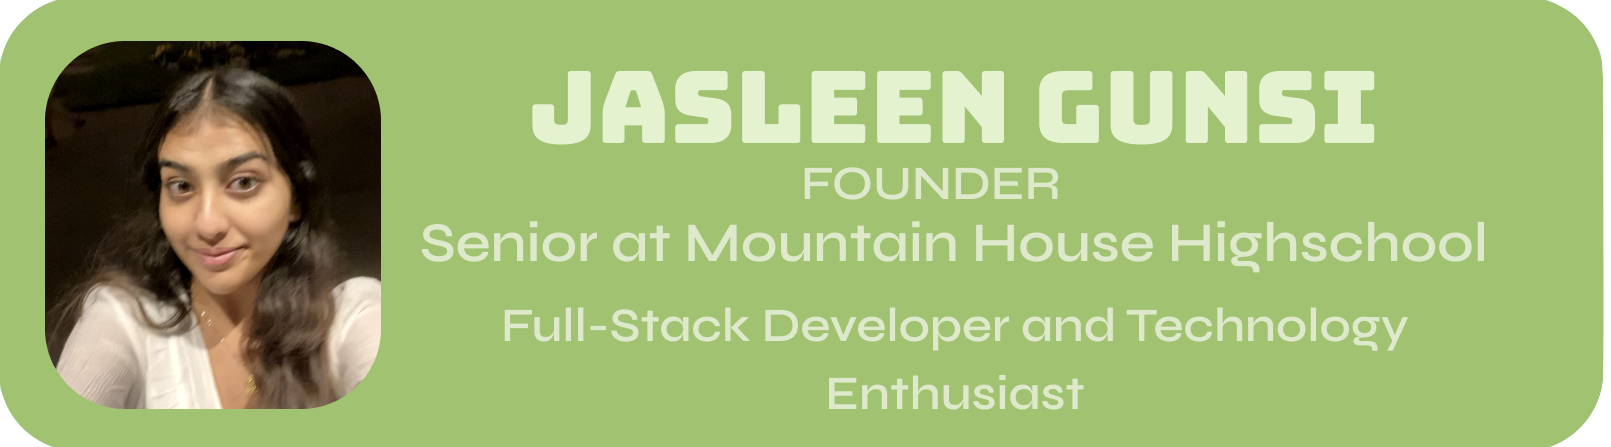 JASLEEN GUNSI
FOUNDER
Senior at Mountain House Highschool
Full-Stack Developer and Technology
Enthusiast